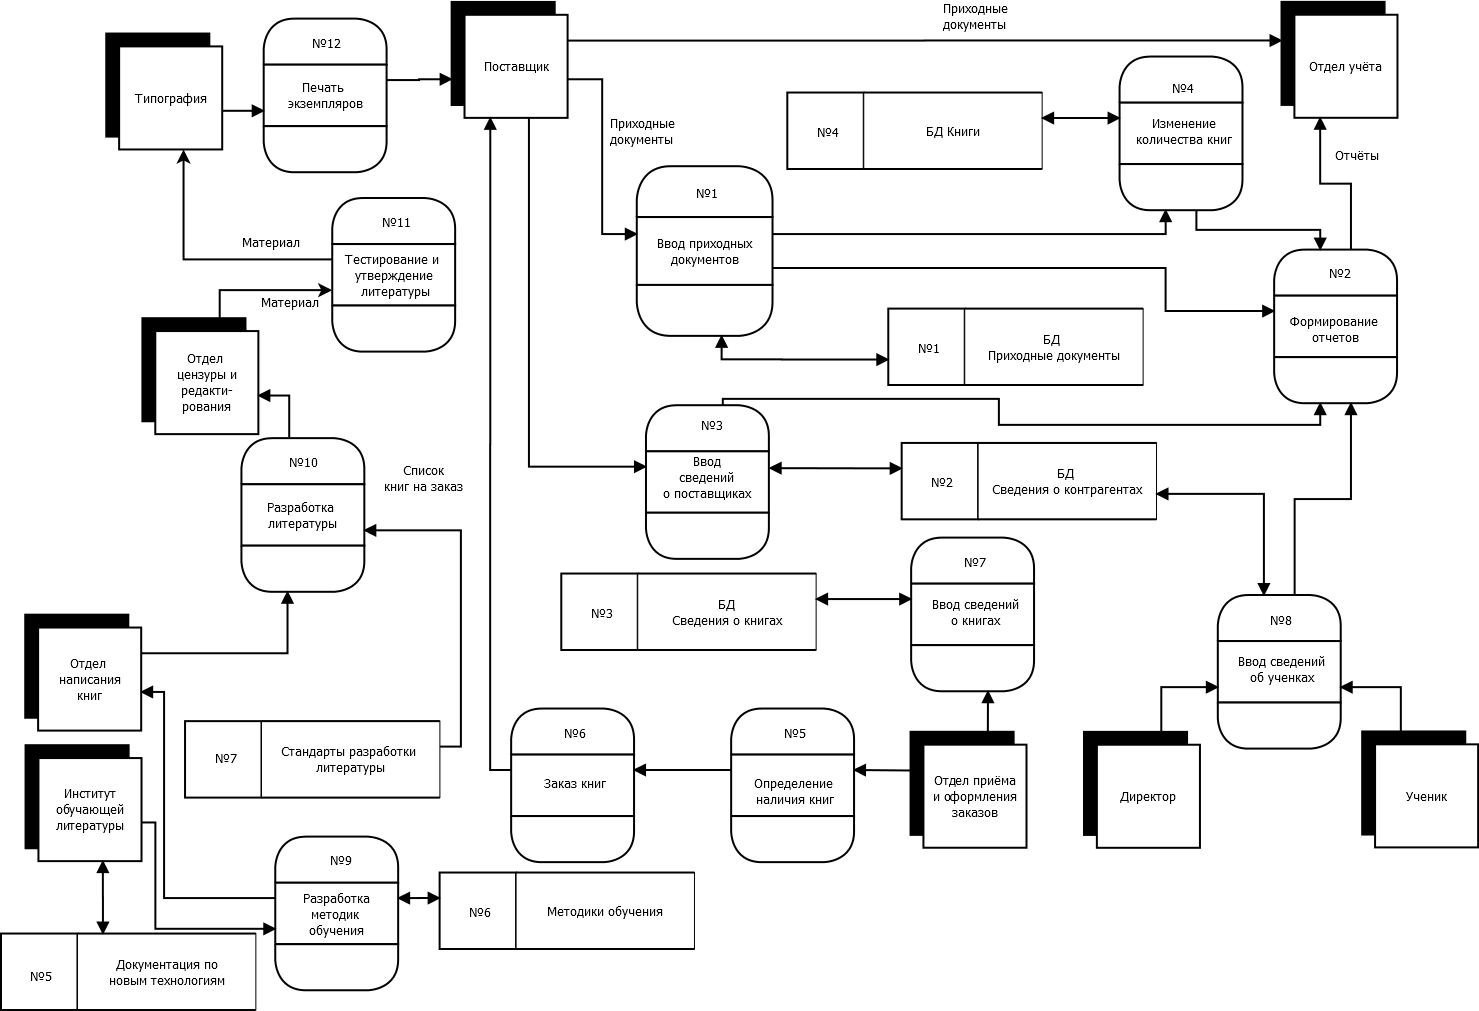 Приходные
документы
№12
Поставщик
Отдел учёта
Типография
Печать
экземпляров
№4
№4
БД Книги
Изменение
количества книг
Приходные
документы
Отчёты
№1
№11
Материал
Ввод приходных
документов
Тестирование и
утверждение
литературы
№2
Материал
Формирование
отчетов
№1
БД
Приходные документы
Отдел
цензуры и
редакти-
рования
№3
№10
Список
книг на заказ
Ввод
сведений
о поставщиках
№2
БД
Сведения о контрагентах
Разработка
литературы
№7
№3
БД
Сведения о книгах
Ввод сведений
о книгах
№8
Отдел
написания
книг
Ввод сведений
об ученках
№7
Стандарты разработки
литературы
№6
№5
Институт
обучающей
литературы
Заказ книг
Определение
наличия книг
Отдел приёма
и оформления
заказов
Директор
Ученик
№9
Разработка
методик
обучения
№6
Методики обучения
№5
Документация по
новым технологиям